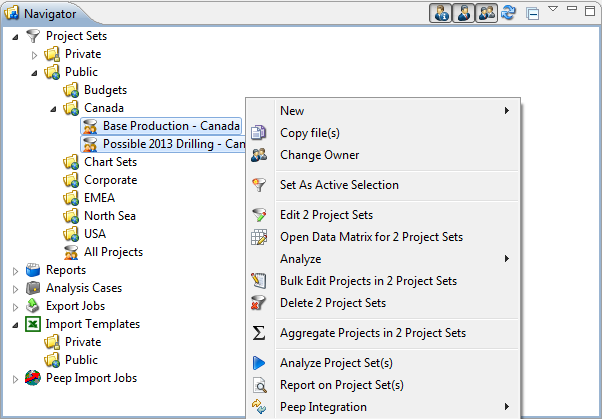 Navigator
Project Sets
Private
Public
Budgets
Canada
Base Production - Canada
Possible 2013 Drilling - Can
Chart Sets
Corporate
EMEA
North Sea
USA
All Projects
Reports
Analysis Cases
Export Jobs
Import Templates
Private
Public
Peep Import Jobs
New
Copy file(s)
Change Owner
Set As Active Selection
Edit 2 Project Sets
Open Data Matrix for 2 Project Sets
Analyze
Bulk Edit Projects in 2 Project Sets
Delete 2 Project Sets
Aggregate Projects in 2 Project Sets
Analyze Project Set(s)
Report on Project Set(s)
Peep Integration